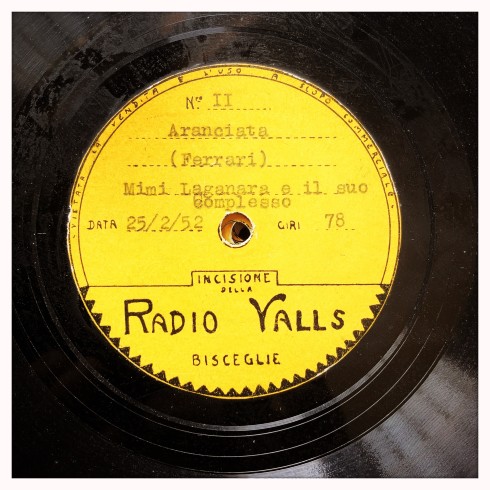 VIETATA LA VENDITA E L'USO A SCOPO COMMERCIALE
Nº II
Aranciata
(Ferrari)
Mimi Laganara e il suo
complesso
DATA 25/2/52 GIRI 78
INCISIONE
DELLA
RADIO VALLS
BISCEGLIE